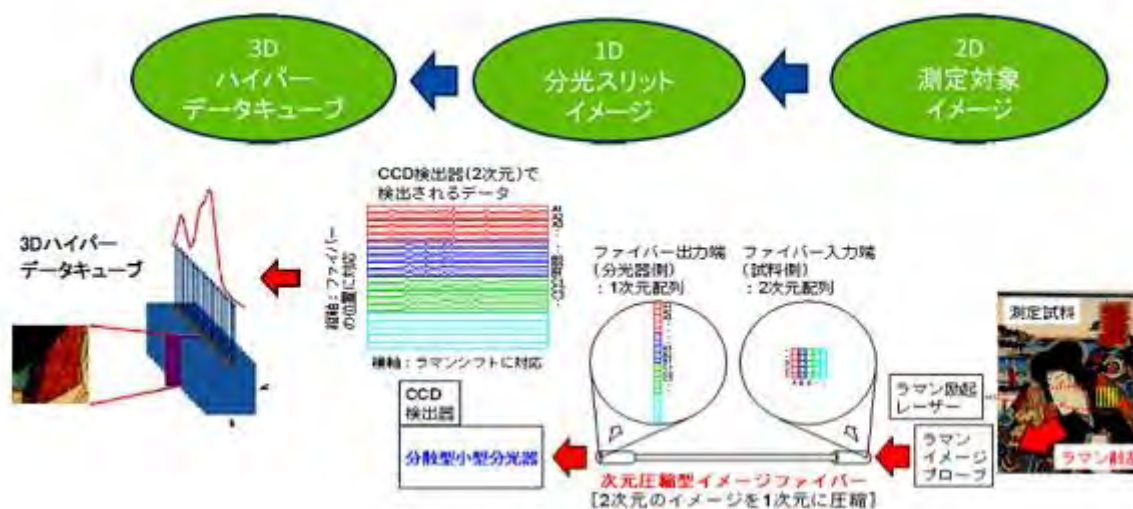 3D
ハイパー
データキューブ
1D
分光スリット
イメージ
2D
測定対象
イメージ
CCD検出器(2次元)で
検出されるデータ
3Dハイパー
データキューブ
縦軸:ファイバー
の位置に対応
横軸:ラマンシフトに対応
ファイバー出力端
(分光器側)
:1次元配列
ファイバー入力端
(試料側)
:2次元配列
測定試料
CCD
検出器
分散型小型分光器
ラマン励起
レーザー
ラマン
イメージ
プローブ
ラマン散乱
次元圧縮型イメージファイバー
[2次元のイメージを1次元に圧縮]